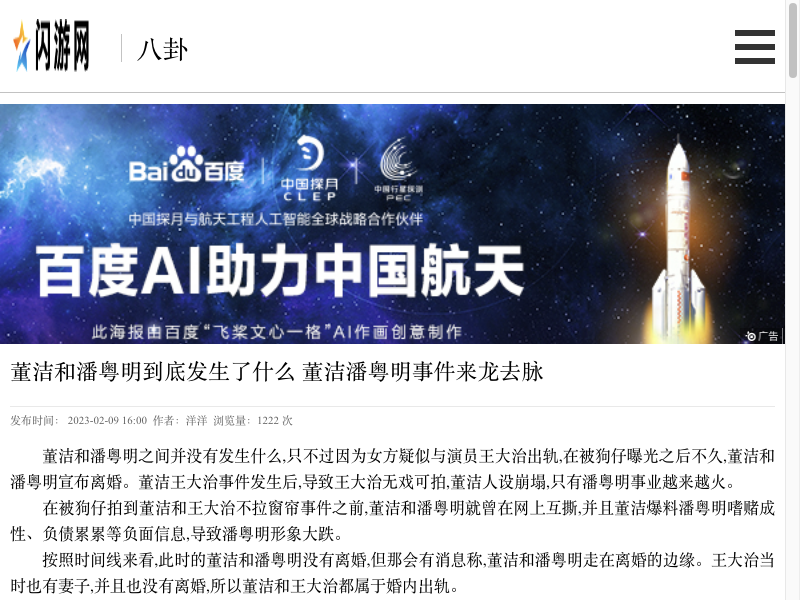 闪游网
八卦
Bai du 百度
中国探月
CLEP
中国行星探测
PEC
中国探月与航天工程人工智能全球战略合作伙伴
百度AI助力中国航天
此海报由百度“飞桨文心一格”AI作画创意制作
广告
董洁和潘粤明到底发生了什么 董洁潘粤明事件来龙去脉
发布时间： 2023-02-09 16:00 作者：洋洋 浏览量：1222 次
董洁和潘粤明之间并没有发生什么,只不过因为女方疑似与演员王大治出轨,在被狗仔曝光之后不久,董洁和
潘粤明宣布离婚。董洁王大治事件发生后,导致王大治无戏可拍,董洁人设崩塌,只有潘粤明事业越来越火。
在被狗仔拍到董洁和王大治不拉窗帘事件之前,董洁和潘粤明就曾在网上互撕,并且董洁爆料潘粤明嗜赌成
性、负债累累等负面信息,导致潘粤明形象大跌。
按照时间线来看,此时的董洁和潘粤明没有离婚,但那会有消息称,董洁和潘粤明走在离婚的边缘。王大治当
时也有妻子,并且也没有离婚,所以董洁和王大治都属于婚内出轨。